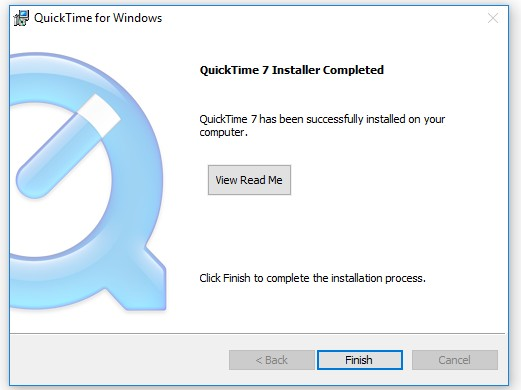 QuickTime for Windows
QuickTime 7 Installer Completed
QuickTime 7 has been successfully installed on your
computer.
View Read Me
Click Finish to complete the installation process.
< Back
Finish
Cancel